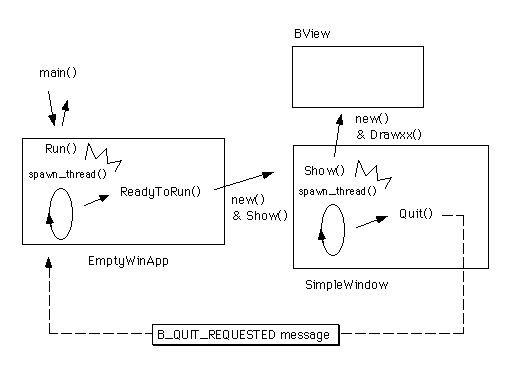 BView
main()
new()
& Drawxx()
Run()
spawn_thread()
ReadyToRun()
new()
& Show()
Show()
spawn_thread()
Quit()
EmptyWinApp
SimpleWindow
B_QUIT_REQUESTED message